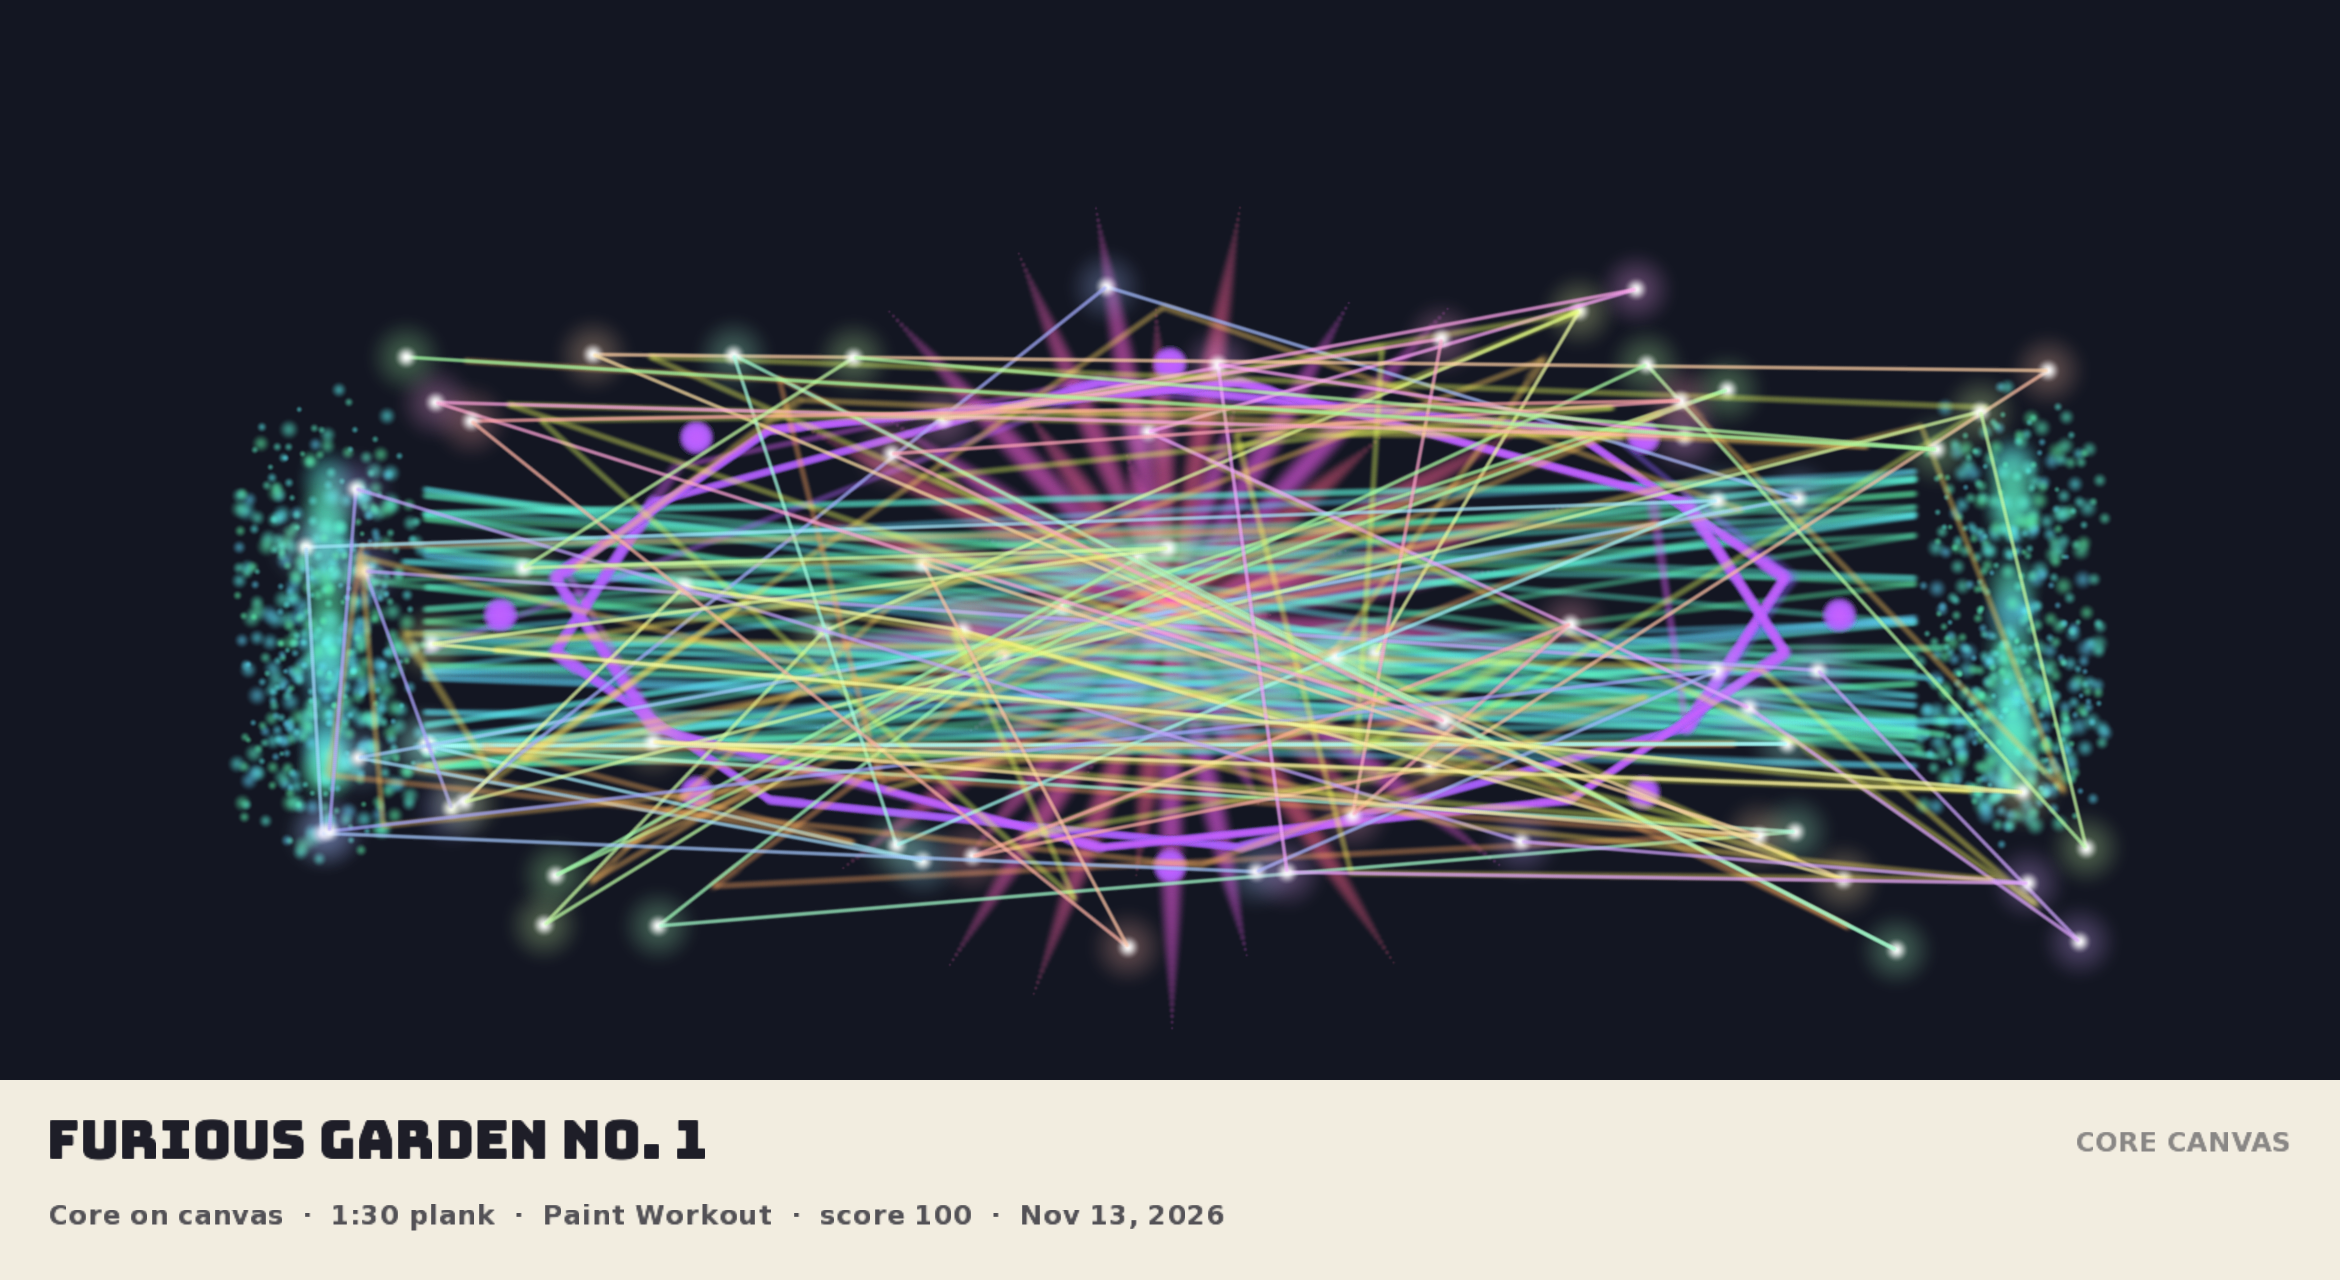 FURIOUS GARDEN NO. 1
CORE CANVAS
Core on canvas · 1:30 plank · Paint Workout · score 100 · Nov 13, 2026